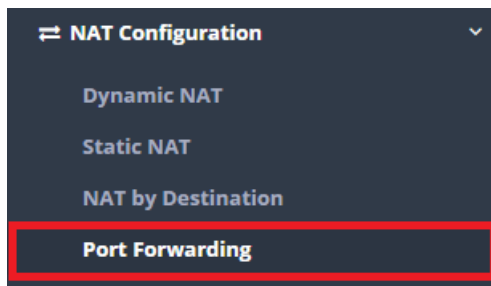 NAT Configuration
Dynamic NAT
Static NAT
NAT by Destination
Port Forwarding